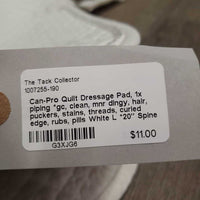 The Tack Collector
1007255-190
Can-Pro Quilt Dressage Pad, 1x
piping *gc, clean, mnr dingy, hair,
puckers, stains, threads, curled
edge, rubs, pills White L *20" Spine
$11.00
G3XJG6